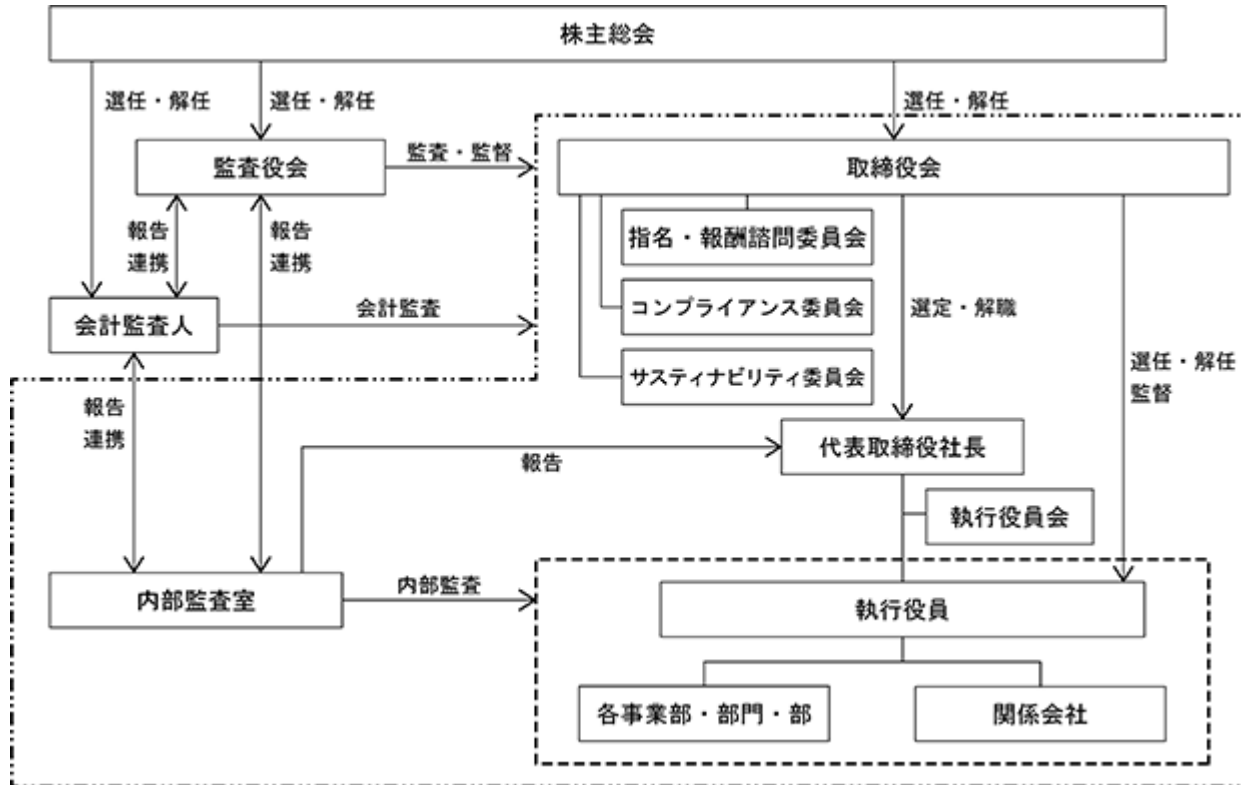 株主総会
選任・解任
選任・解任
選任・解任
監査役会
監査・監督
取締役会
報告
連携
報告
連携
指名・報酬諮問委員会
会計監査人
会計監査
コンプライアンス委員会
選定・解職
サスティナビリティ委員会
選任・解任
監督
報告
連携
報告
代表取締役社長
執行役員会
内部監査室
内部監査
執行役員
各事業部・部門・部
関係会社